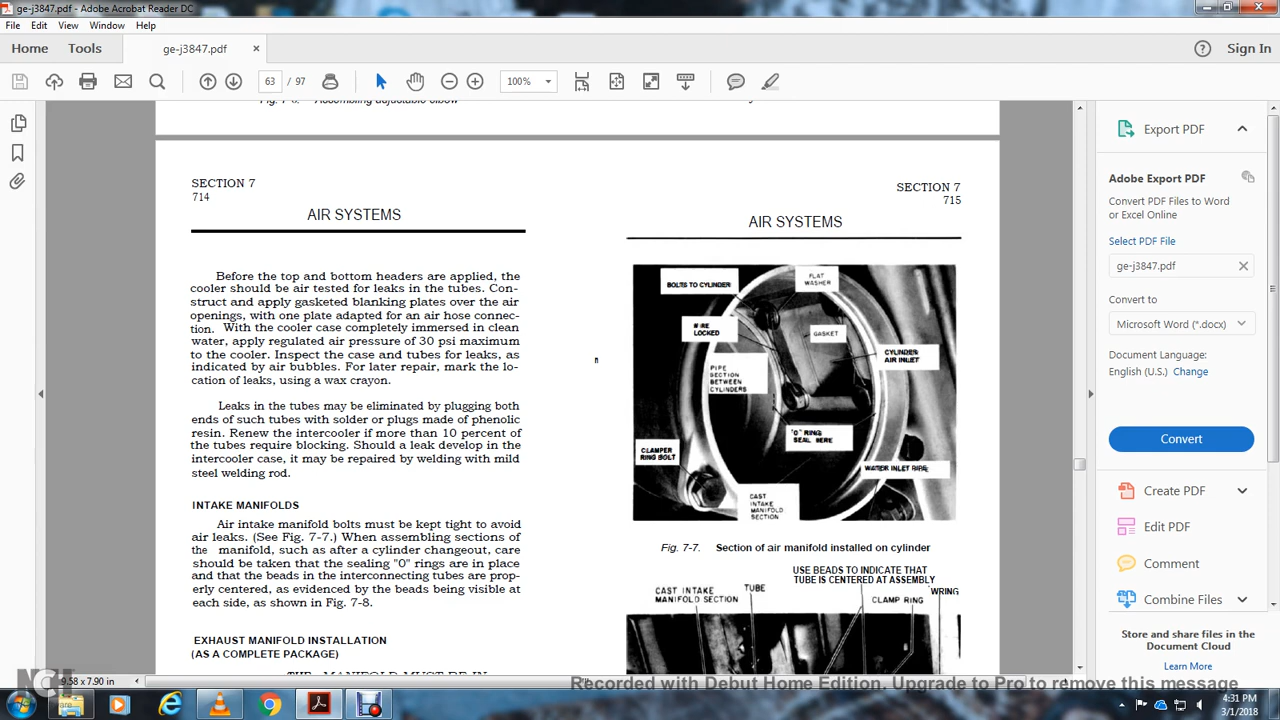 ge-j3847.pdf - Adobe Acrobat Reader DC
File Edit View Window Help
Home Tools ge-j3847.pdf × Sign In
63 / 97 100%
SECTION 7
714
AIR SYSTEMS
Before the top and bottom headers are applied, the
cooler should be air tested for leaks in the tubes. Con-
struct and apply gasketed blanking plates over the air
openings, with one plate adapted for an air hose connec-
tion. With the cooler case completely immersed in clean
water, apply regulated air pressure of 30 psi maximum
to the cooler. Inspect the case and tubes for leaks, as
indicated by air bubbles. For later repair, mark the lo-
cation of leaks, using a wax crayon.
Leaks in the tubes may be eliminated by plugging both
ends of such tubes with solder or plugs made of phenolic
resin. Renew the intercooler if more than 10 percent of
the tubes require blocking. Should a leak develop in the
intercooler case, it may be repaired by welding with mild
steel welding rod.
INTAKE MANIFOLDS
Air intake manifold bolts must be kept tight to avoid
air leaks. (See Fig. 7-7.) When assembling sections of
the manifold, such as after a cylinder changeout, care
should be taken that the sealing "0" rings are in place
and that the beads in the interconnecting tubes are prop-
erly centered, as evidenced by the beads being visible at
each side, as shown in Fig. 7-8.
EXHAUST MANIFOLD INSTALLATION
(AS A COMPLETE PACKAGE)
SECTION 7
715
AIR SYSTEMS
BOLTS TO CYLINDER
FLAT
WASHER
WIRE
LOCKED
GASKET
CYLINDER
AIR INLET
PIPE
SECTION
BETWEEN
CYLINDERS
"O" RING
SEAL HERE
CLAMPER
RING BOLT
WATER INLET PIPE
CAST
INTAKE
MANIFOLD
SECTION
Fig. 7-7. Section of air manifold installed on cylinder
USE BEADS TO INDICATE THAT
TUBE IS CENTERED AT ASSEMBLY
CAST INTAKE
MANIFOLD SECTION
TUBE
CLAMP RING
WRING
Export PDF
Adobe Export PDF
Convert PDF Files to Word
or Excel Online
Select PDF File
ge-j3847.pdf
Convert to
Microsoft Word (*.docx)
Document Language:
English (U.S.) Change
Convert
Create PDF
Edit PDF
Comment
Combine Files
Store and share files in the
Document Cloud
Learn More
9.58 x 7.90 in
Recorded with Debut Home Edition. Upgrade to Pro to remove this message
4:31 PM
3/1/2018